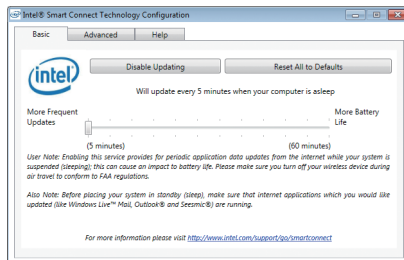 Intel® Smart Connect Technology Configuration
Basic Advanced Help
intel
Disable Updating Reset All to Defaults
Will update every 5 minutes when your computer is asleep
More Frequent Updates
More Battery Life
(5 minutes) (60 minutes)
User Note: Enabling this service provides for periodic application data updates from the internet while your system is
suspended (sleeping); this can cause an impact to battery life. Please make sure you turn off your wireless device during
air travel to conform to FAA regulations.
Also Note: Before placing your system in standby (sleep), make sure that internet applications which you would like
updated (like Windows Live™ Mail, Outlook® and Seesmic®) are running.
For more information please visit http://www.intel.com/support/go/smartconnect